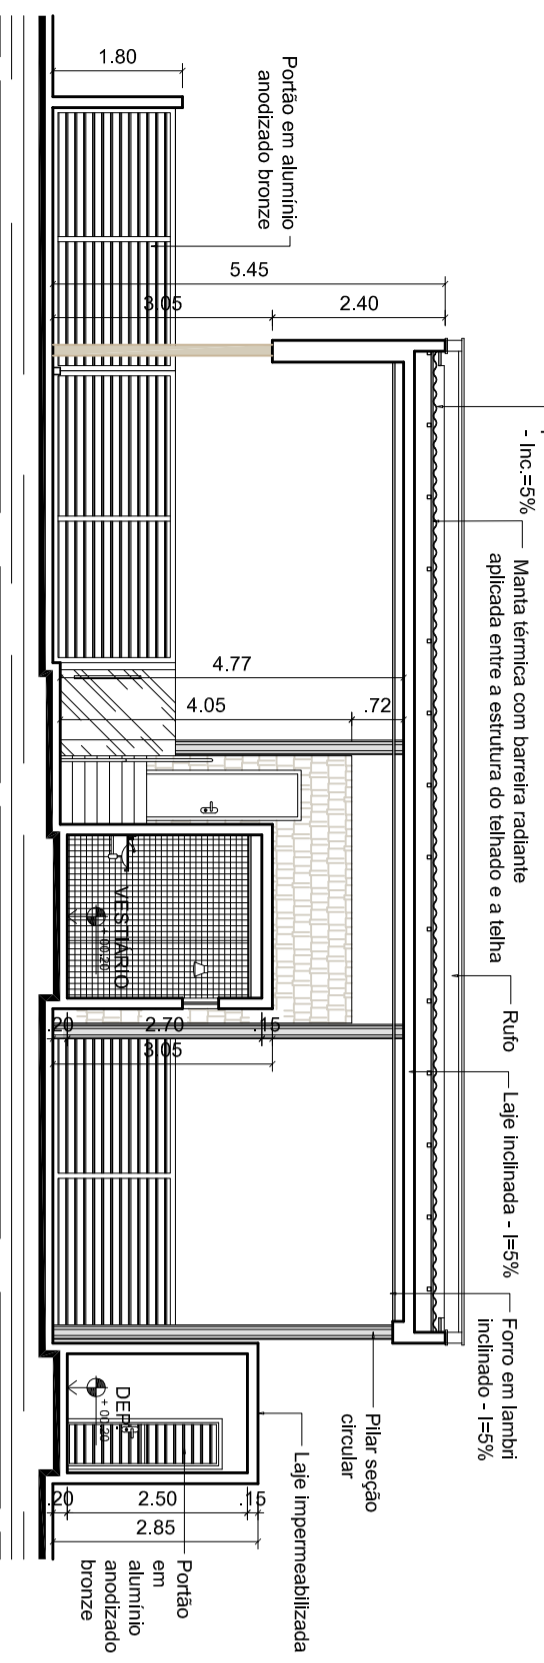 1.80
Portão em alumínio
anodizado bronze
5.45
3.05
2.40
- Inc.=5%
Manta térmica com barreira radiante
aplicada entre a estrutura do telhado e a telha
Rufo
Laje inclinada - I=5%
Forro em lambri
inclinado - I=5%
4.77
4.05
.72
VESTIÁRIO
+ 00.20
.20
2.70
.15
3.05
Pilar seção
circular
Laje impermeabilizada
DEP.
+ 00.20
.20
2.50
.15
2.85
Portão
em
alumínio
anodizado
bronze